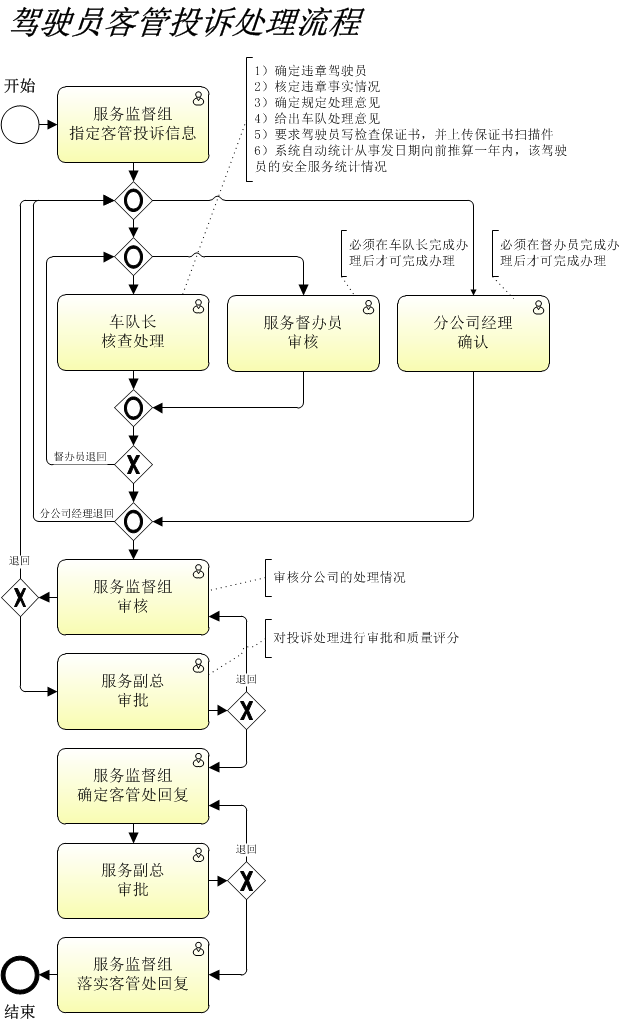 驾驶员客管投诉处理流程
开始
服务监督组
指定客管投诉信息
1）确定违章驾驶员
2）核定违章事实情况
3）确定规定处理意见
4）给出车队处理意见
5）要求驾驶员写检查保证书，并上传保证书扫描件
6）系统自动统计从事发日期向前推算一年内，该驾驶
员的安全服务统计情况
必须在车队长完成办
理后才可完成办理
必须在督办员完成办
理后才可完成办理
车队长
核查处理
服务督办员
审核
分公司经理
确认
督办员退回
分公司经理退回
退回
服务监督组
审核
审核分公司的处理情况
对投诉处理进行审批和质量评分
服务副总
审批
退回
服务监督组
确定客管处回复
退回
服务副总
审批
服务监督组
落实客管处回复
结束